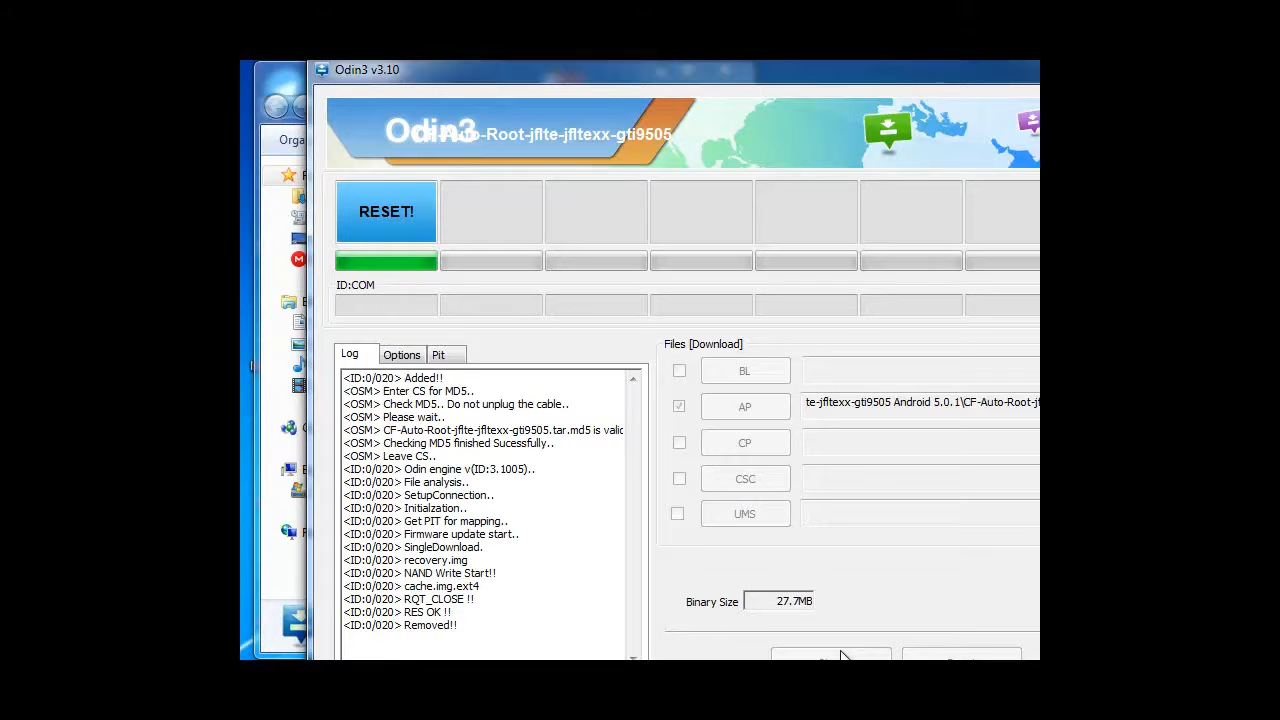 Odin3 v3.10
Odin3
CF-Auto-Root-jflte-jfltexx-gti9505
Orga
RESET!
ID:COM
Log
Options
Pit
<ID:0/020> Added!!
<OSM> Enter CS for MD5..
<OSM> Check MD5.. Do not unplug the cable..
<OSM> Please wait..
<OSM> CF-Auto-Root-jflte-jfltexx-gti9505.tar.md5 is valid
<OSM> Checking MD5 finished Sucessfully..
<OSM> Leave CS..
<ID:0/020> Odin engine v(ID:3.1005)..
<ID:0/020> File analysis..
<ID:0/020> SetupConnection..
<ID:0/020> Initialzation..
<ID:0/020> Get PIT for mapping..
<ID:0/020> Firmware update start..
<ID:0/020> SingleDownload.
<ID:0/020> recovery.img
<ID:0/020> NAND Write Start!!
<ID:0/020> cache.img.ext4
<ID:0/020> RQT_CLOSE !!
<ID:0/020> RES OK !!
<ID:0/020> Removed!!
Files [Download]
BL
AP
te-jfltexx-gti9505 Android 5.0.1\CF-Auto-Root-jf
CP
CSC
UMS
Binary Size
27.7MB